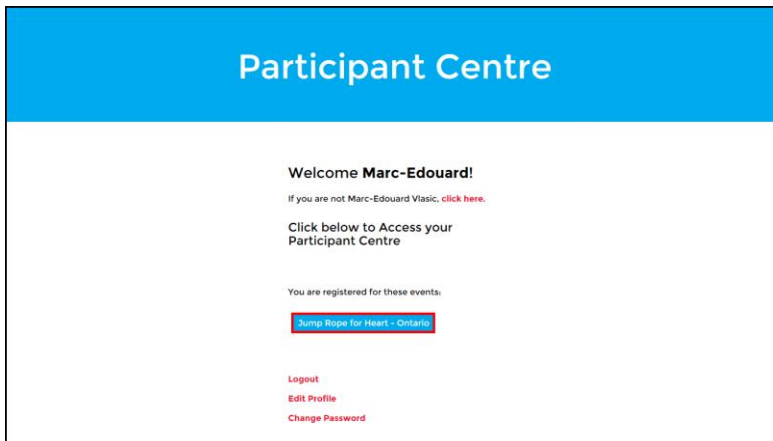 Participant Centre
Welcome Marc-Edouard!
If you are not Marc-Edouard Vlasic, click here.
Click below to Access your
Participant Centre
You are registered for these events:
Jump Rope for Heart - Ontario
Logout
Edit Profile
Change Password